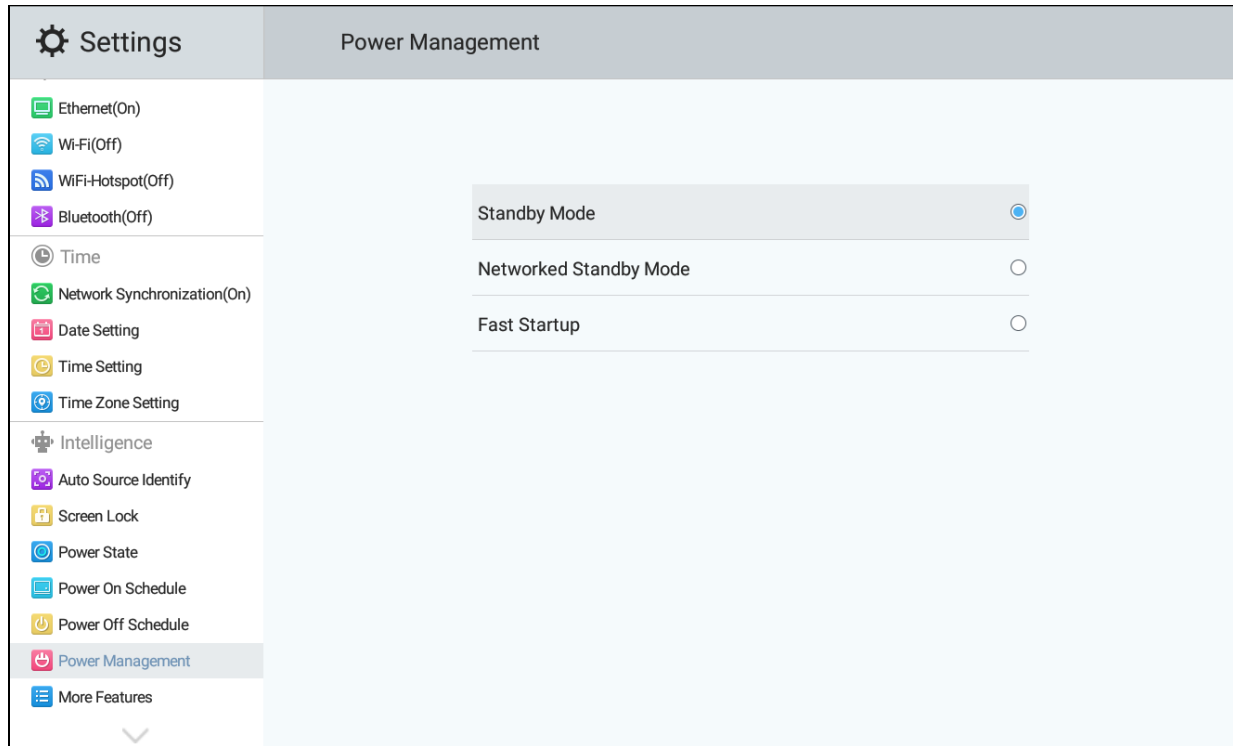 Settings
Power Management
Ethernet(On)
Wi-Fi(Off)
WiFi-Hotspot(Off)
Bluetooth(Off)
Time
Network Synchronization(On)
Date Setting
Time Setting
Time Zone Setting
Intelligence
Auto Source Identify
Screen Lock
Power State
Power On Schedule
Power Off Schedule
Power Management
More Features
Standby Mode
Networked Standby Mode
Fast Startup